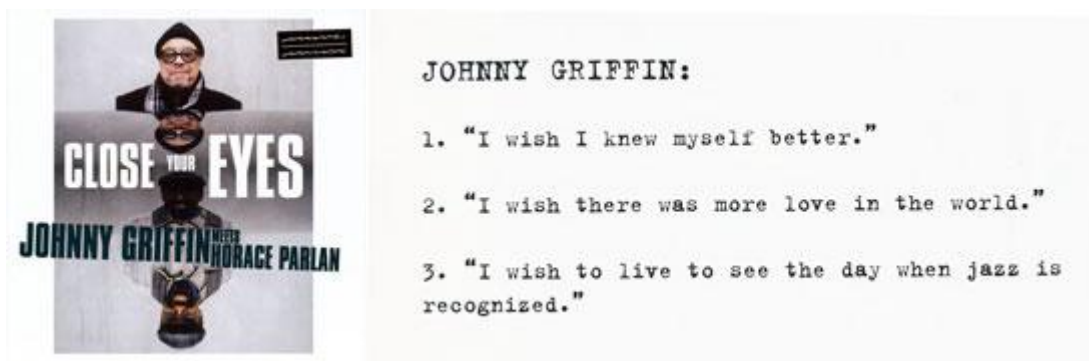 CLOSE YOUR EYES
JOHNNY GRIFFIN MEETS HORACE PARLAN
JOHNNY GRIFFIN:
1. “I wish I knew myself better.”
2. “I wish there was more love in the world.”
3. “I wish to live to see the day when jazz is
recognized.”